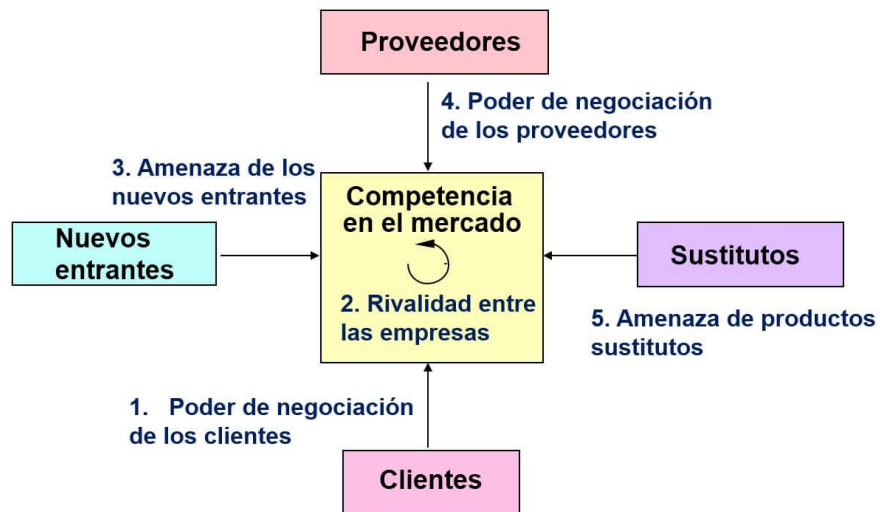 Proveedores
4. Poder de negociación
de los proveedores
3. Amenaza de los
nuevos entrantes
Competencia
en el mercado
Nuevos
entrantes
Sustitutos
2. Rivalidad entre
las empresas
5. Amenaza de productos
sustitutos
1. Poder de negociación
de los clientes
Clientes